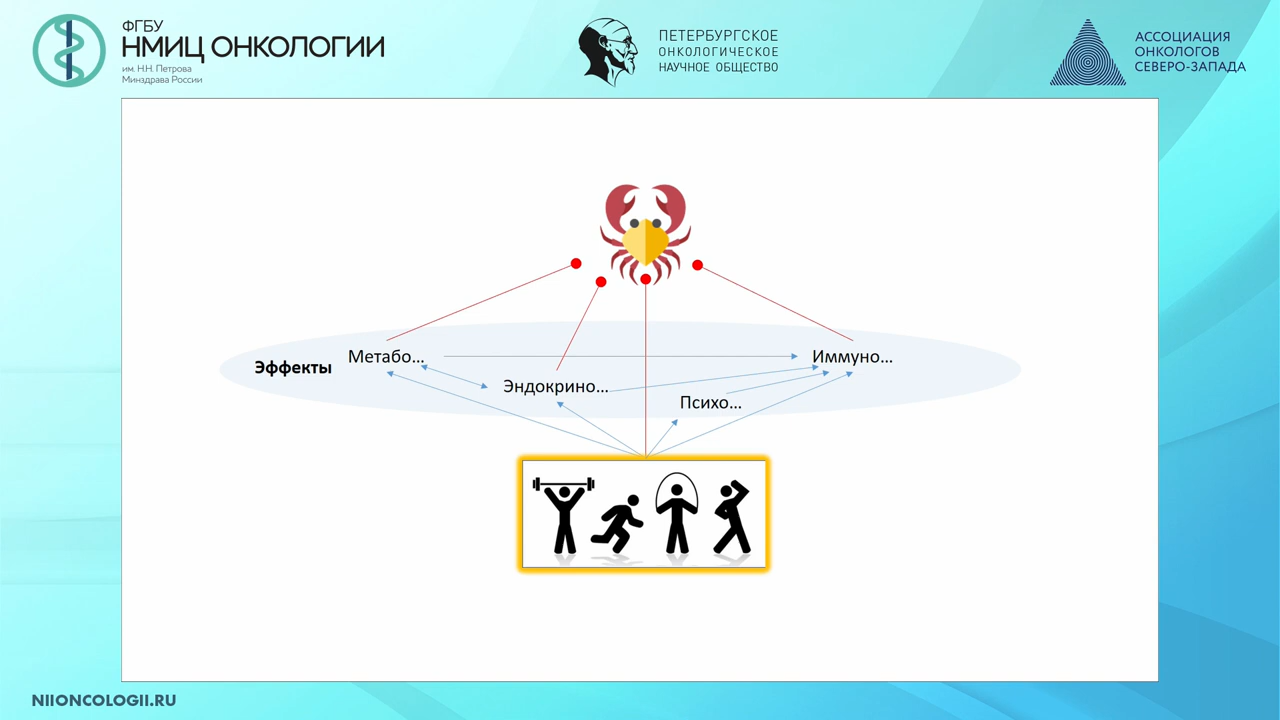 ФГБУ
НМИЦ ОНКОЛОГИИ
им. Н.Н. Петрова
Минздрава России
ПЕТЕРБУРГСКОЕ
ОНКОЛОГИЧЕСКОЕ
НАУЧНОЕ ОБЩЕСТВО
АССОЦИАЦИЯ
ОНКОЛОГОВ
СЕВЕРО-ЗАПАДА
Эффекты
Метабо...
Эндокрино...
Психо...
Иммуно...
NIIONCOLOGII.RU